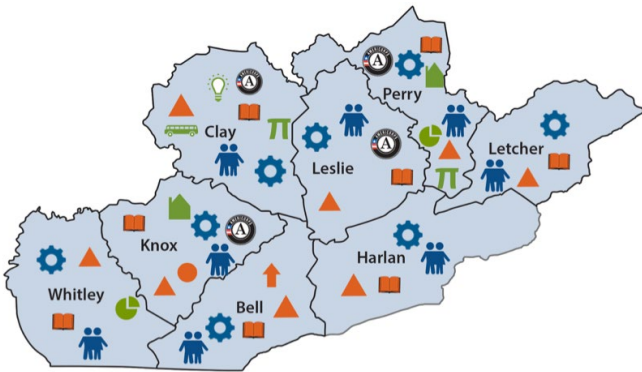 Perry
A
A
Clay
π
A
Leslie
Letcher
π
Knox
A
Harlan
Whitley
Bell